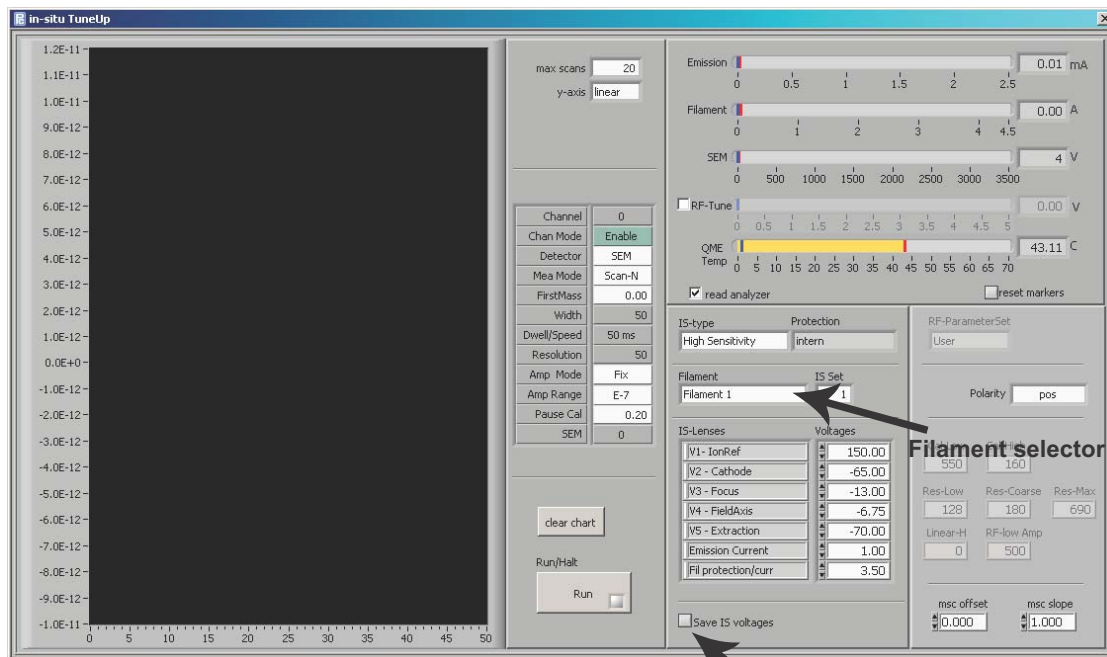 in-situ TuneUp
1.2E-11
1.1E-11
1.0E-11
9.0E-12
8.0E-12
7.0E-12
6.0E-12
5.0E-12
4.0E-12
3.0E-12
2.0E-12
1.0E-12
0.0E+0
-1.0E-12
-2.0E-12
-3.0E-12
-4.0E-12
-5.0E-12
-6.0E-12
-7.0E-12
-8.0E-12
-9.0E-12
-1.0E-11
0 5 10 15 20 25 30 35 40 45 50
max scans 20
y-axis linear
Channel 0
Chan Mode Enable
Detector SEM
Mea Mode Scan-N
FirstMass 0.00
Width 50
Dwell/Speed 50 ms
Resolution 50
Amp Mode Fix
Amp Range E-7
Pause Cal 0.20
SEM 0
clear chart
Run/Halt
Run
Emission 0.01 mA
0 0.5 1 1.5 2 2.5
Filament 0.00 A
0 1 2 3 4 4.5
SEM 4 V
0 500 1000 1500 2000 2500 3000 3500
RF-Tune 0.00 V
0 0.5 1 1.5 2 2.5 3 3.5 4 4.5 5
QME Temp 43.11 C
0 5 10 15 20 25 30 35 40 45 50 55 60 65 70
read analyzer reset markers
IS-type Protection
High Sensitivity intern
Filament IS Set
Filament 1 1
IS-Lenses Voltages
V1- IonRef 150.00
V2 - Cathode -65.00
V3 - Focus -13.00
V4 - FieldAxis -6.75
V5 - Extraction -70.00
Emission Current 1.00
Fil protection/curr 3.50
Save IS voltages
RF-ParameterSet
User
Polarity pos
Filament selector
550 160
Res-Low Res-Coarse Res-Max
128 180 690
Linear-H RF-low Amp
0 500
msc offset msc slope
0.000 1.000